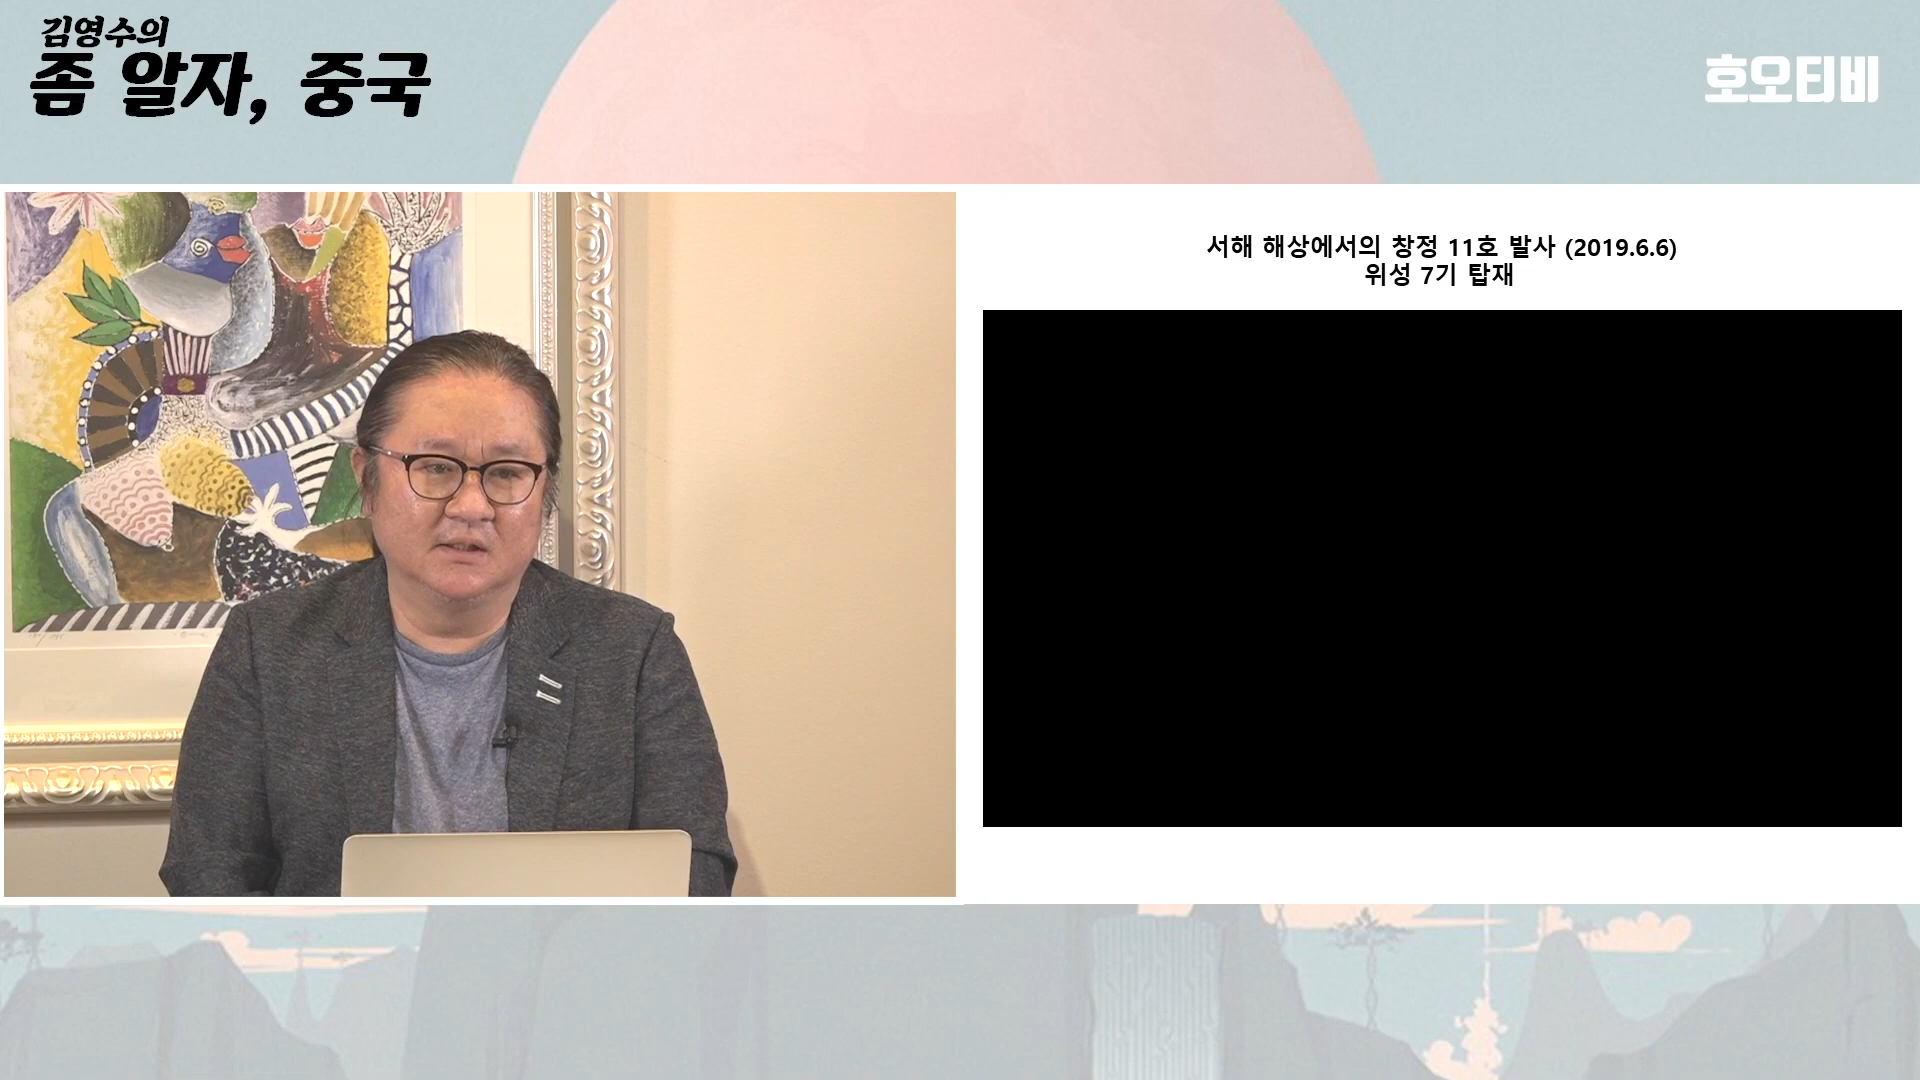 김영수의
좀 알자, 중국
호오티비
서해 해상에서의 창정 11호 발사 (2019.6.6)
위성 7기 탑재